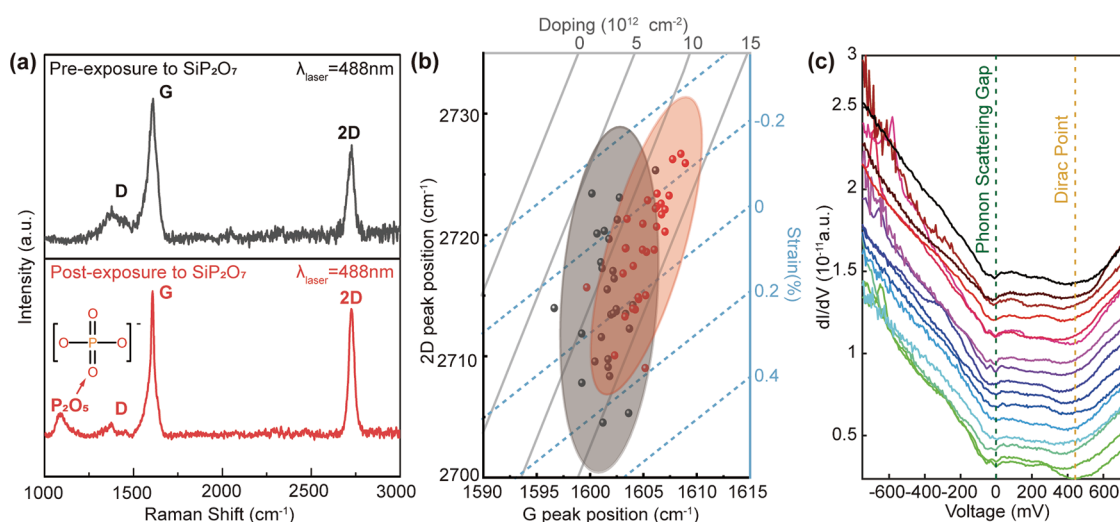 (a)
Pre-exposure to SiP₂O₇
λlaser=488nm
G
D
2D
Post-exposure to SiP₂O₇
λlaser=488nm
G
2D
O
O P O
O
-
P₂O₅
D
Intensity (a.u.)
1000 1500 2000 2500 3000
Raman Shift (cm⁻¹)
(b)
Doping (10¹² cm⁻²)
0 5 10 15
2730
2720
2710
2700
2D peak position (cm⁻¹)
-0.2
0
0.2
0.4
Strain(%)
1590 1595 1600 1605 1610 1615
G peak position (cm⁻¹)
(c)
3
2.5
2
1.5
1
0.5
dI/dV (10⁻¹¹a.u.)
Phonon Scattering Gap
Dirac Point
-600 -400 -200 0 200 400 600
Voltage (mV)